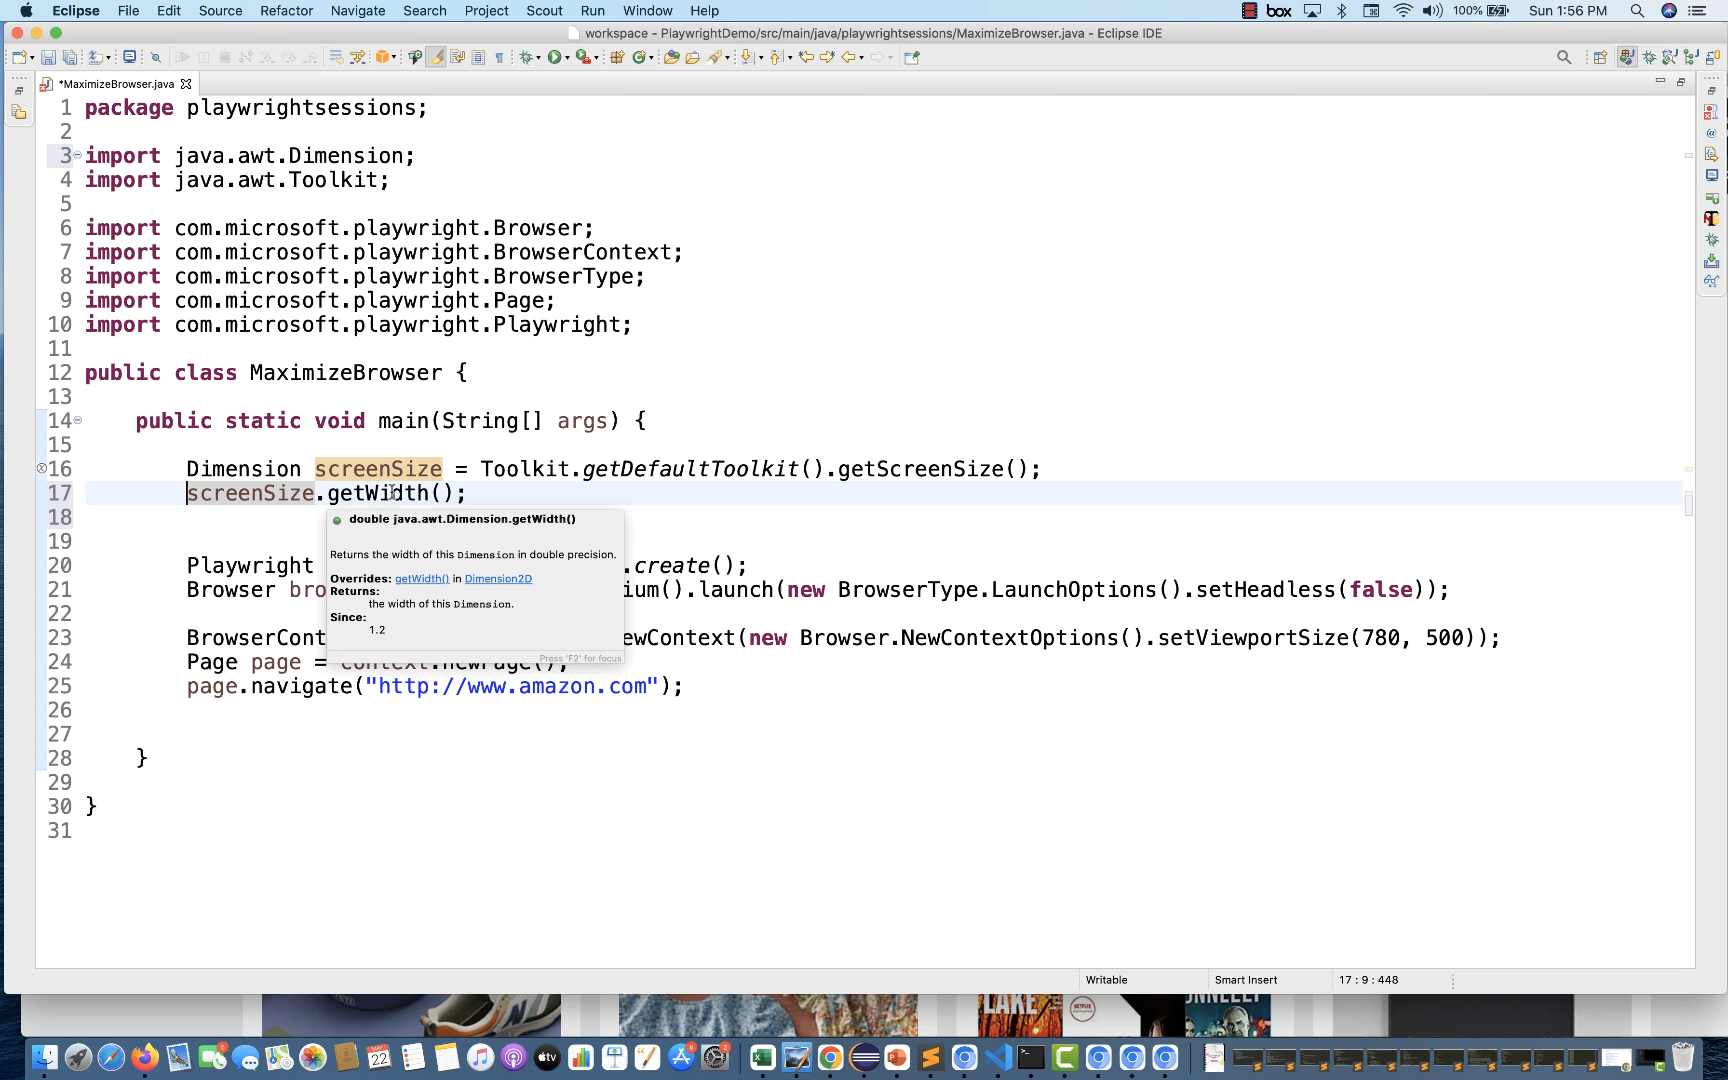 Eclipse File Edit Source Refactor Navigate Search Project Scout Run Window Help box 100% Sun 1:56 PM
workspace - PlaywrightDemo/src/main/java/playwrightsessions/MaximizeBrowser.java - Eclipse IDE
*MaximizeBrowser.java
1 package playwrightsessions;
2
3 import java.awt.Dimension;
4 import java.awt.Toolkit;
5
6 import com.microsoft.playwright.Browser;
7 import com.microsoft.playwright.BrowserContext;
8 import com.microsoft.playwright.BrowserType;
9 import com.microsoft.playwright.Page;
10 import com.microsoft.playwright.Playwright;
11
12 public class MaximizeBrowser {
13
14 public static void main(String[] args) {
15
16 Dimension screenSize = Toolkit.getDefaultToolkit().getScreenSize();
17 screenSize.getWidth();
18
double java.awt.Dimension.getWidth()
19
Returns the width of this Dimension in double precision.
20 Playwright .create();
Overrides: getWidth() in Dimension2D
21 Browser bro ium().launch(new BrowserType.LaunchOptions().setHeadless(false));
Returns:
the width of this Dimension.
22
Since:
1.2
23 BrowserCont ewContext(new Browser.NewContextOptions().setViewportSize(780, 500));
Press 'F2' for focus
24 Page page = context.newPage();
25 page.navigate("http://www.amazon.com");
26
27
28 }
29
30 }
31
Writable Smart Insert 17 : 9 : 448
LAKE NETFLIX
tv 22